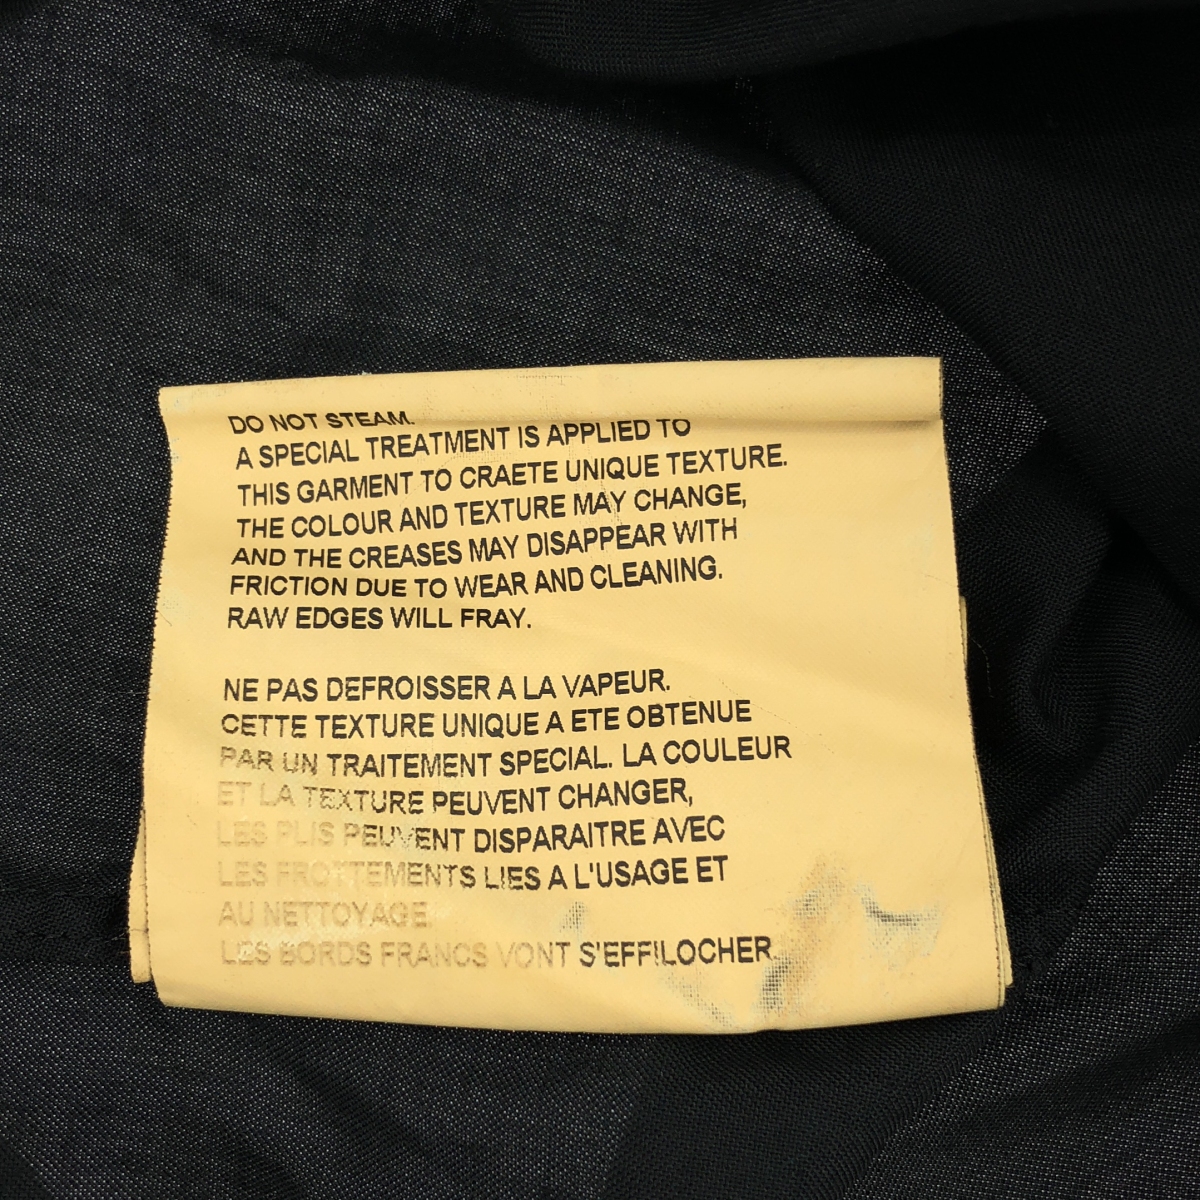 DO NOT STEAM.
A SPECIAL TREATMENT IS APPLIED TO
THIS GARMENT TO CRAETE UNIQUE TEXTURE.
THE COLOUR AND TEXTURE MAY CHANGE,
AND THE CREASES MAY DISAPPEAR WITH
FRICTION DUE TO WEAR AND CLEANING.
RAW EDGES WILL FRAY.
NE PAS DEFROISSER A LA VAPEUR.
CETTE TEXTURE UNIQUE A ETE OBTENUE
PAR UN TRAITEMENT SPECIAL. LA COULEUR
ET LA TEXTURE PEUVENT CHANGER,
LES PLIS PEUVENT DISPARAITRE AVEC
LES FROTTEMENTS LIES A L'USAGE ET
AU NETTOYAGE
LES BORDS FRANCS VONT S'EFFILOCHER.